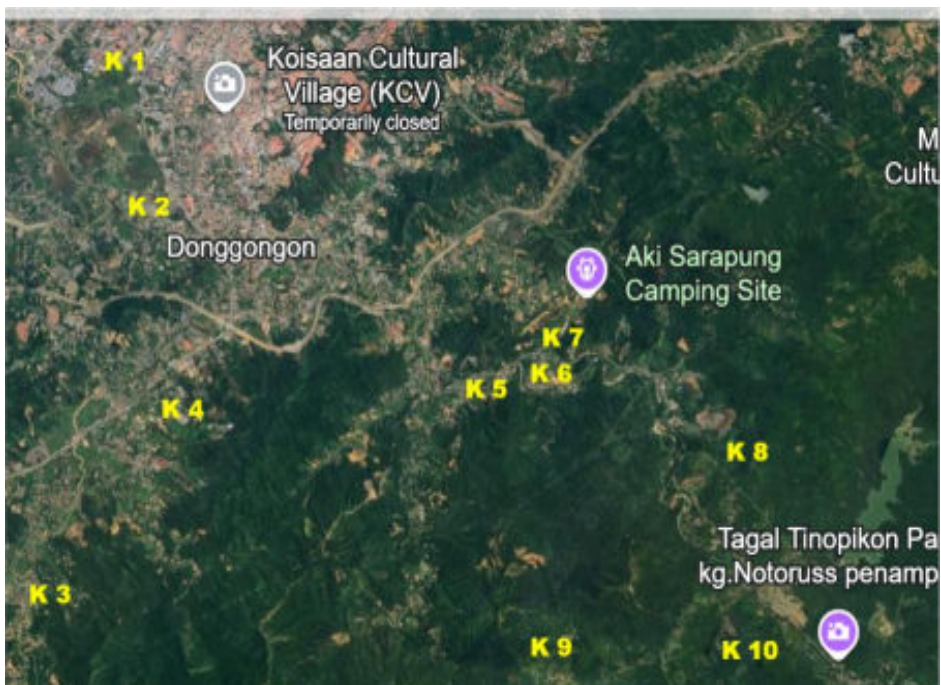 K 1
Koisaan Cultural
Village (KCV)
Temporarily closed
M
Cultu
K 2
Donggongon
Aki Sarapung
Camping Site
K 7
K 6
K 5
K 4
K 8
Tagal Tinopikon Pa
kg.Notoruss penamp
K 3
K 9
K 10